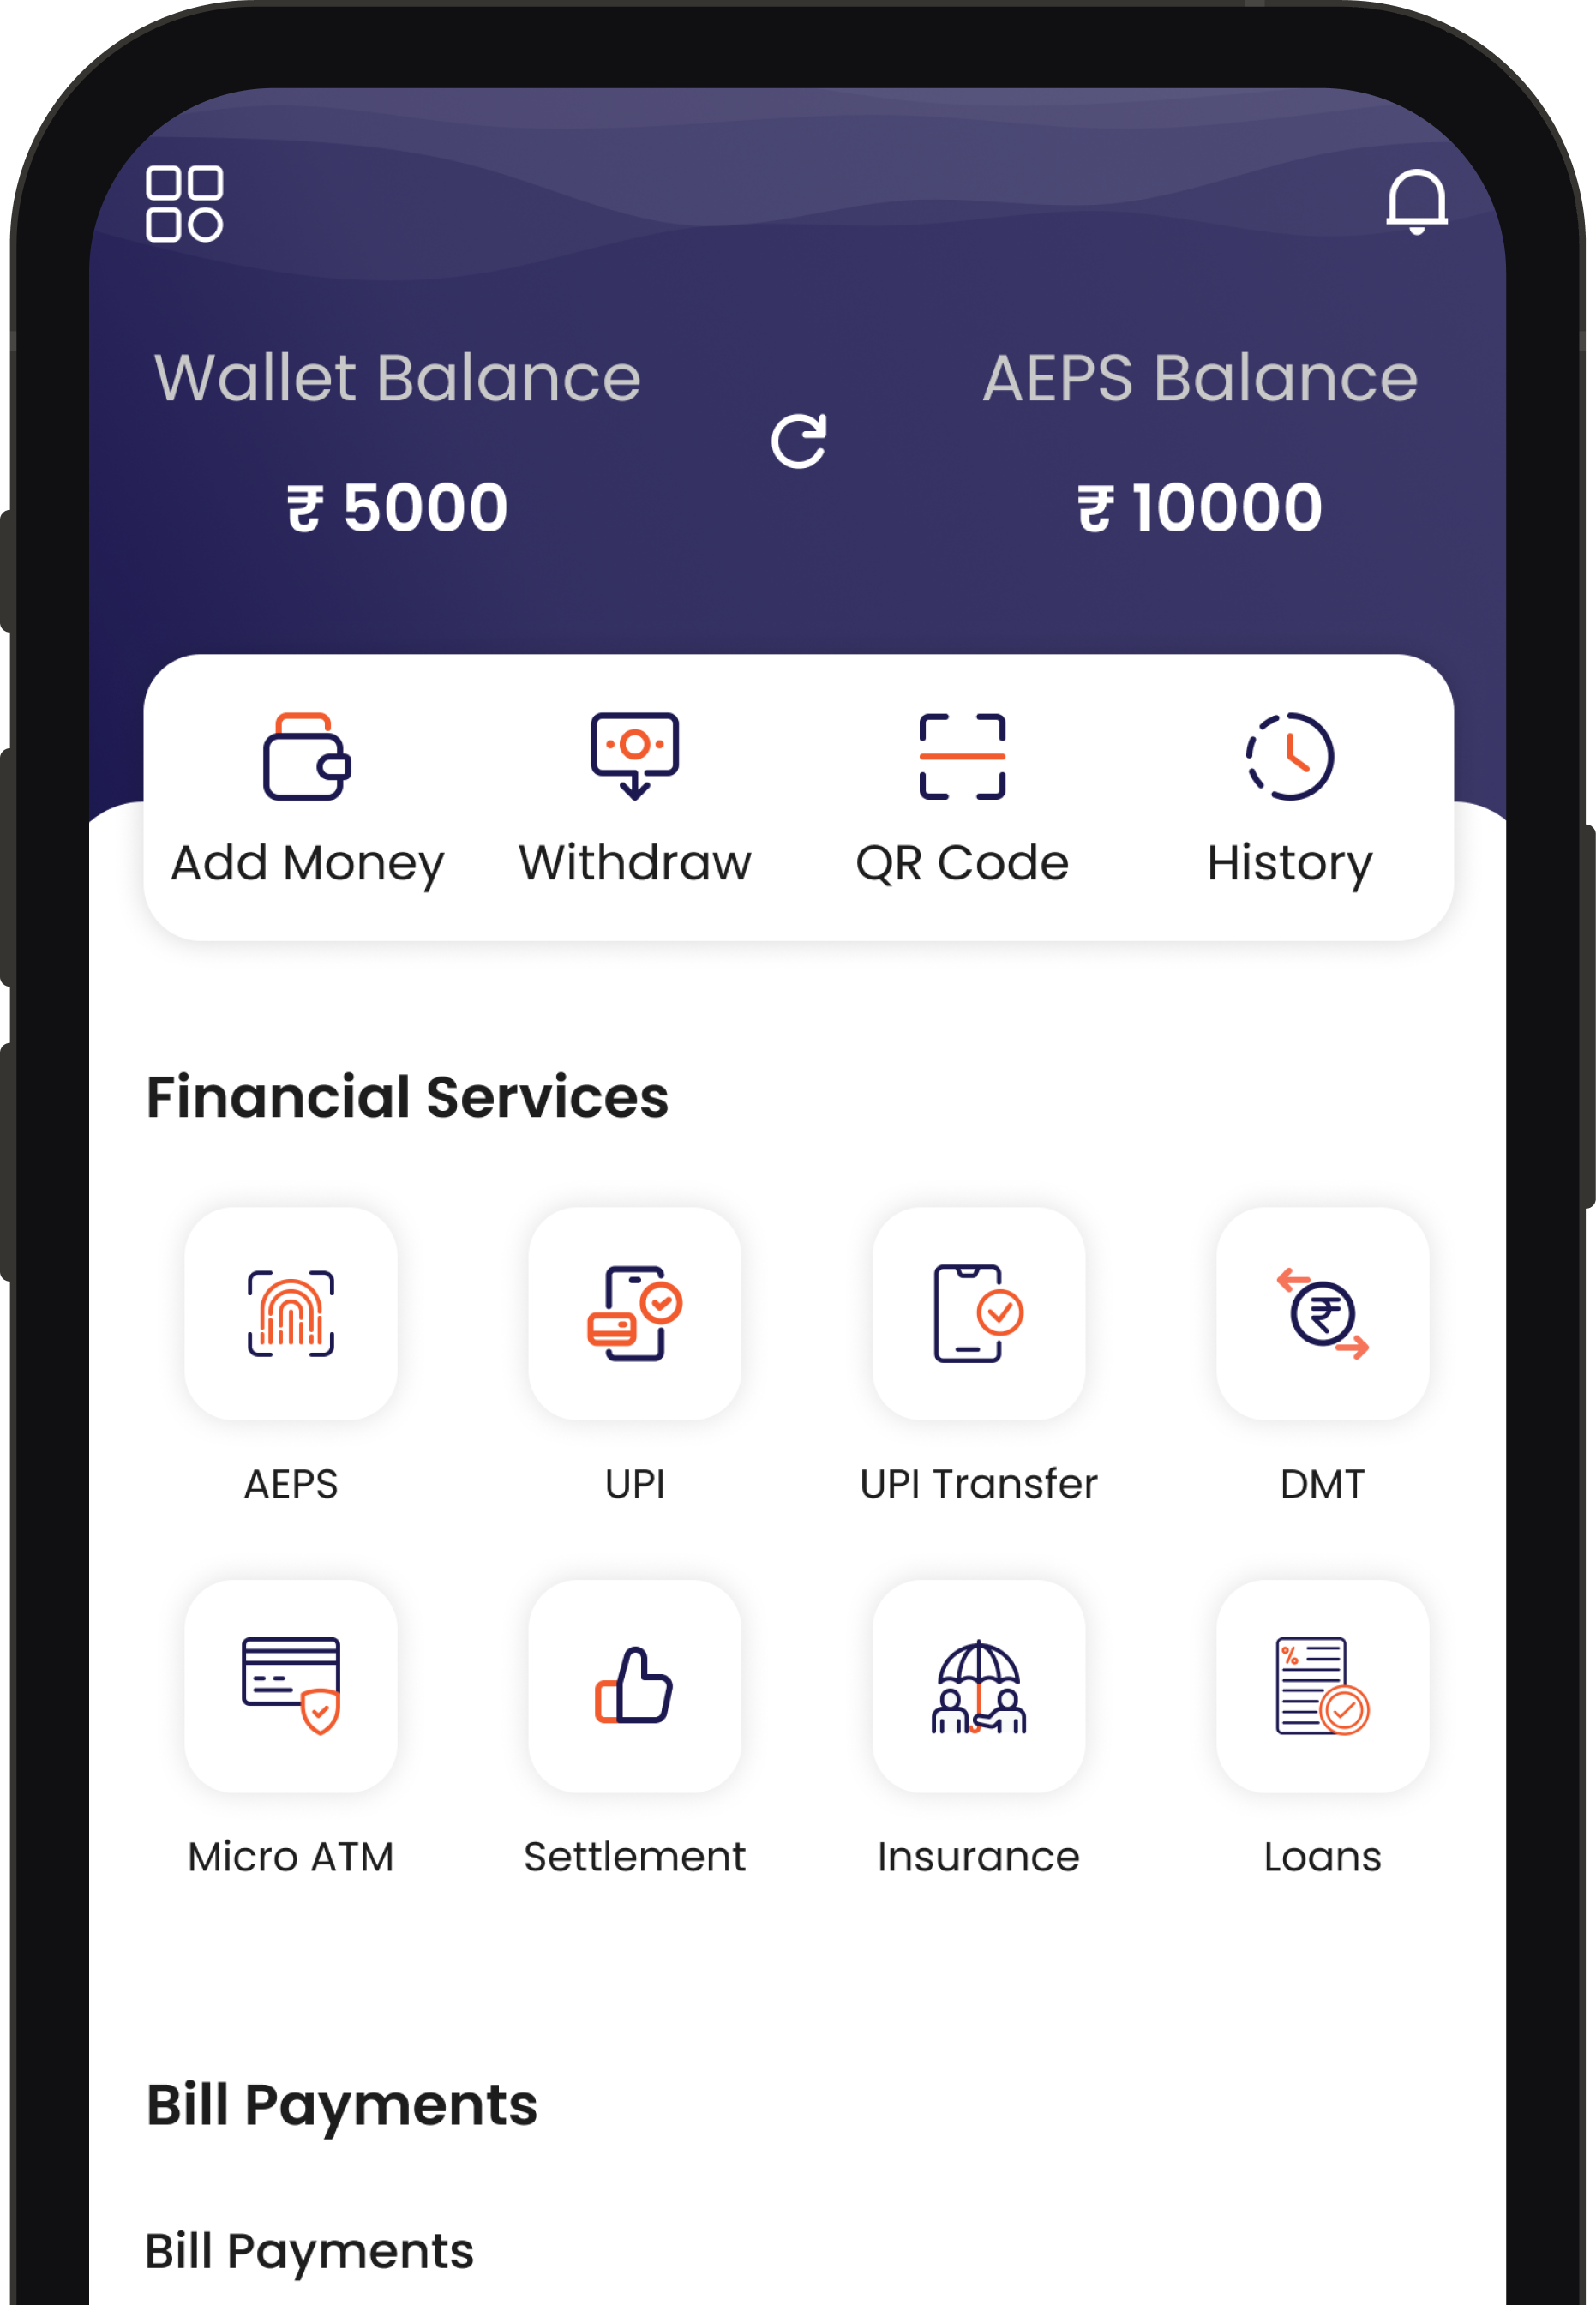 Wallet Balance AEPS Balance
₹ 5000 ₹ 10000
Add Money Withdraw QR Code History
Financial Services
AEPS UPI UPI Transfer DMT
Micro ATM Settlement Insurance Loans
Bill Payments
Bill Payments